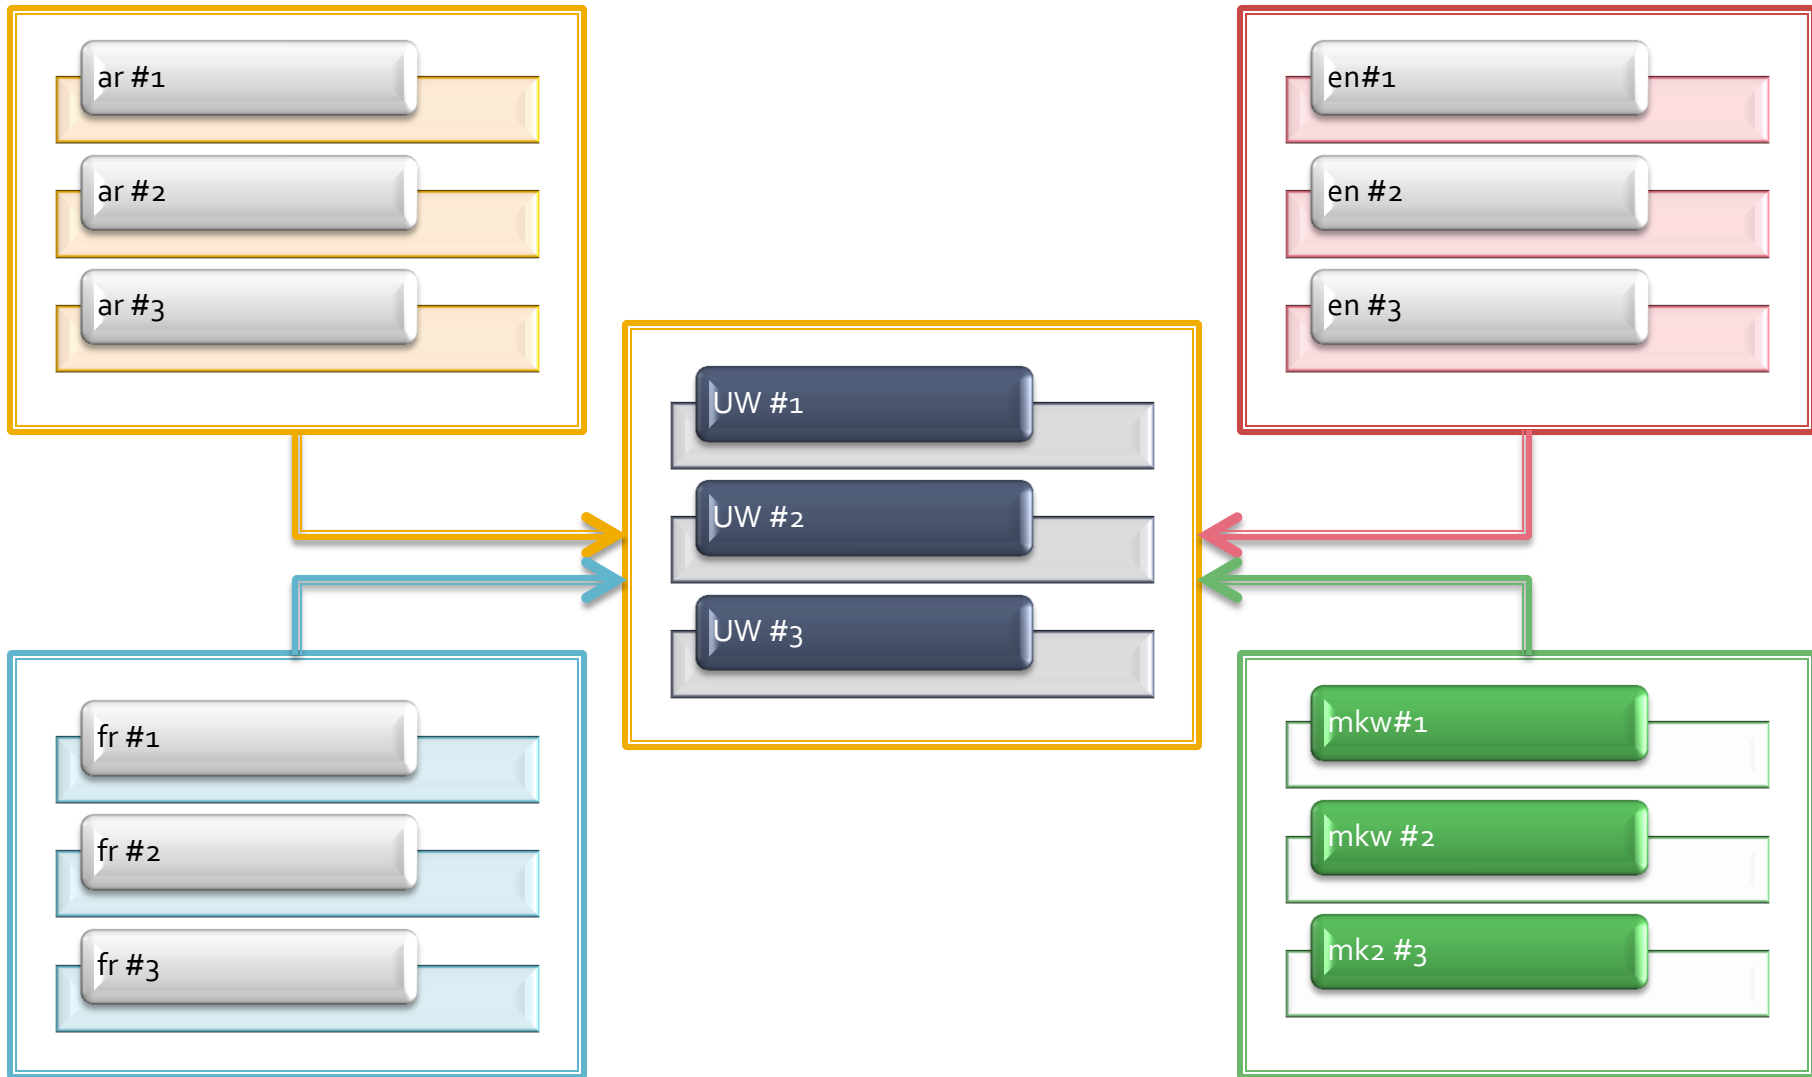 ar #1
ar #2
ar #3
en#1
en #2
en #3
UW #1
UW #2
UW #3
fr #1
fr #2
fr #3
mkw#1
mkw #2
mk2 #3